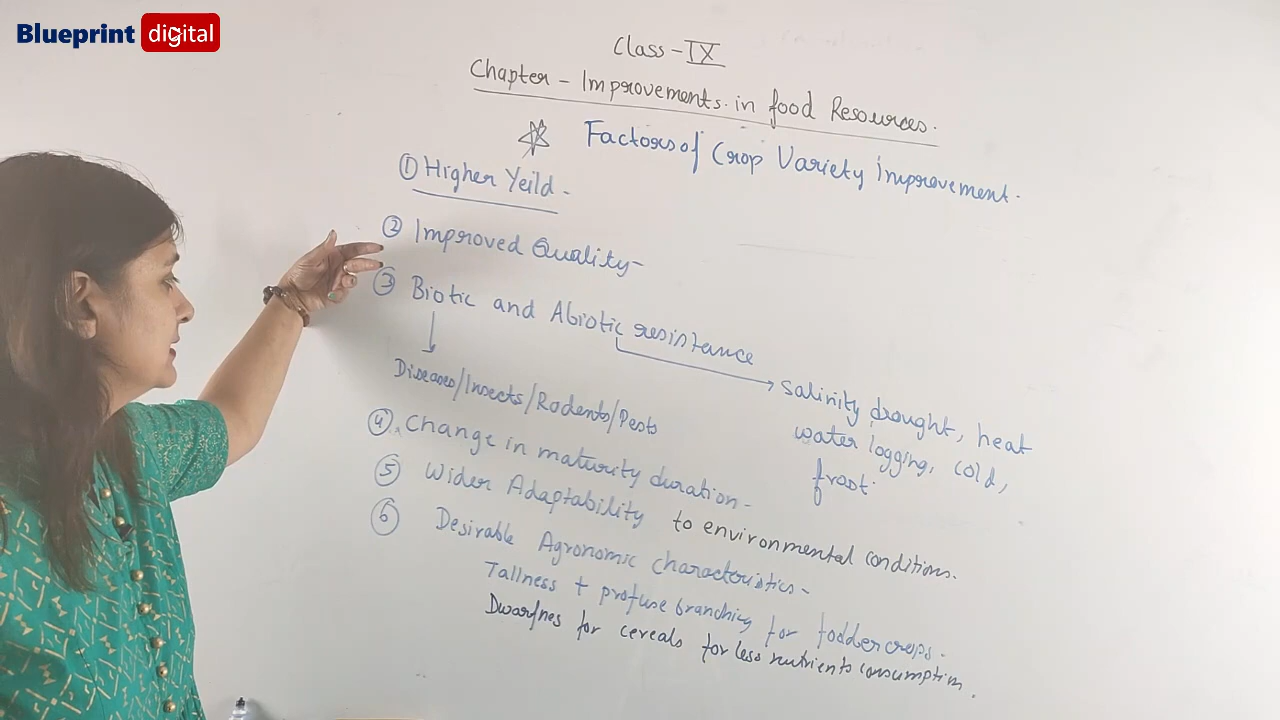 Blueprint digital
Class - IX
Chapter - Improvements in food Resources.
Factors of Crop Variety Improvement.
① Higher Yeild -
② Improved Quality -
③ Biotic and Abiotic resistance
Diseases/Insects/Rodents/Pests
salinity drought, heat
water logging, cold,
frost.
④ Change in maturity duration -
⑤ Wider Adaptability to environmental conditions.
⑥ Desirable Agronomic characteristics -
Tallness + profuse branching for fodder crops.
Dwarfnes for cereals for less nutrients consumption.